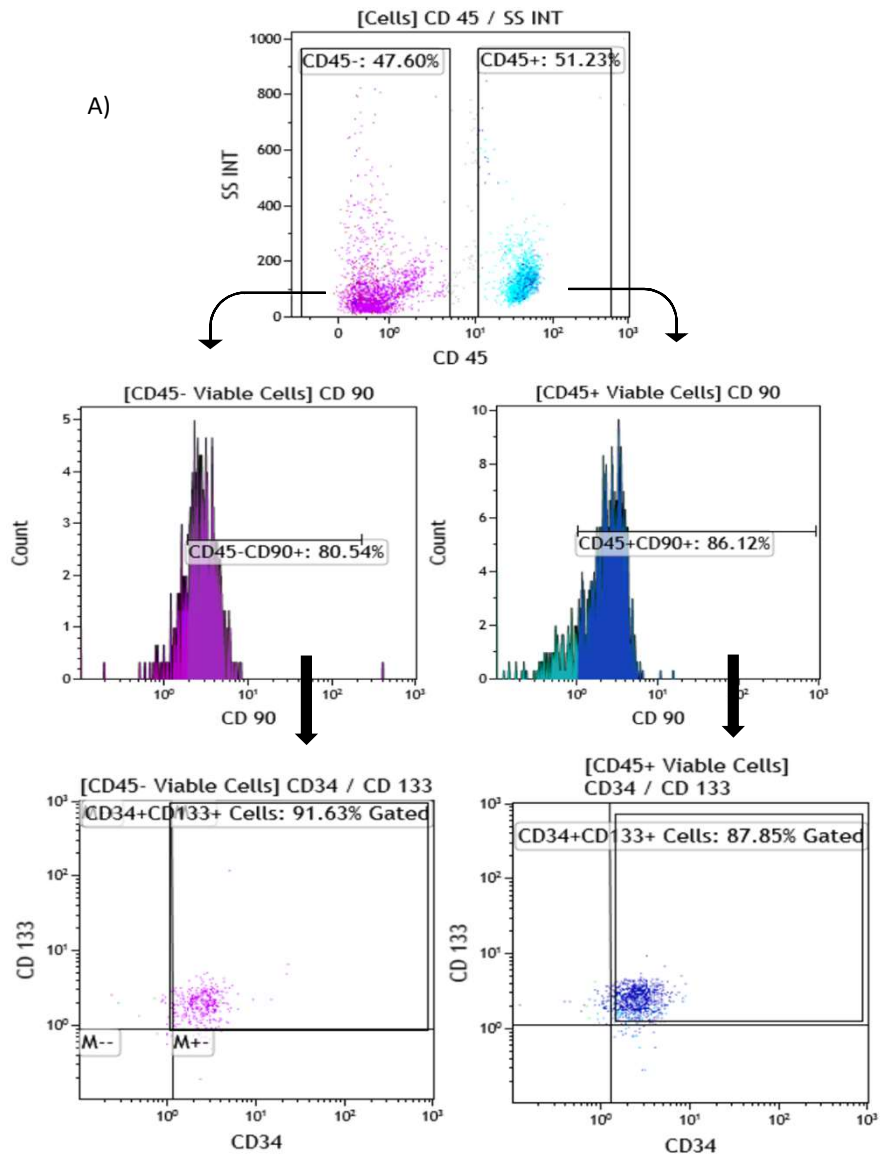 [Cells] CD 45 / SS INT
A)
CD45-: 47.60%
CD45+: 51.23%
SS INT
1000
800
600
400
200
0
0
10⁰
10¹
10²
10³
CD 45
[CD45- Viable Cells] CD 90
5
4
3
2
1
0
Count
CD45-CD90+: 80.54%
10⁰
10¹
10²
10³
CD 90
[CD45+ Viable Cells] CD 90
10
8
6
4
2
0
Count
CD45+CD90+: 86.12%
10⁰
10¹
10²
10³
CD 90
[CD45- Viable Cells] CD34 / CD 133
CD34+CD133+ Cells: 91.63% Gated
10³
10²
10¹
10⁰
CD 133
M--
M+-
10⁰
10¹
10²
10³
CD34
[CD45+ Viable Cells]
CD34 / CD 133
CD34+CD133+ Cells: 87.85% Gated
10³
10²
10¹
10⁰
CD 133
10⁰
10¹
10²
10³
CD34